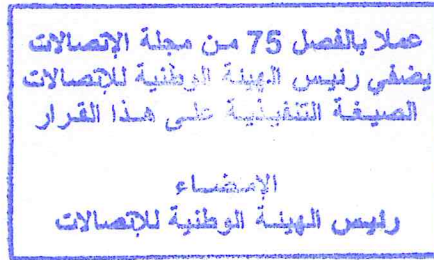 عملا بالفصل 75 من مجلة الإتصالات
يضفي رئيس الهيئة الوطنية للإتصالات
الصيغة التنفيذية على هذا القرار
الإمضاء
رئيس الهيئة الوطنية للإتصالات